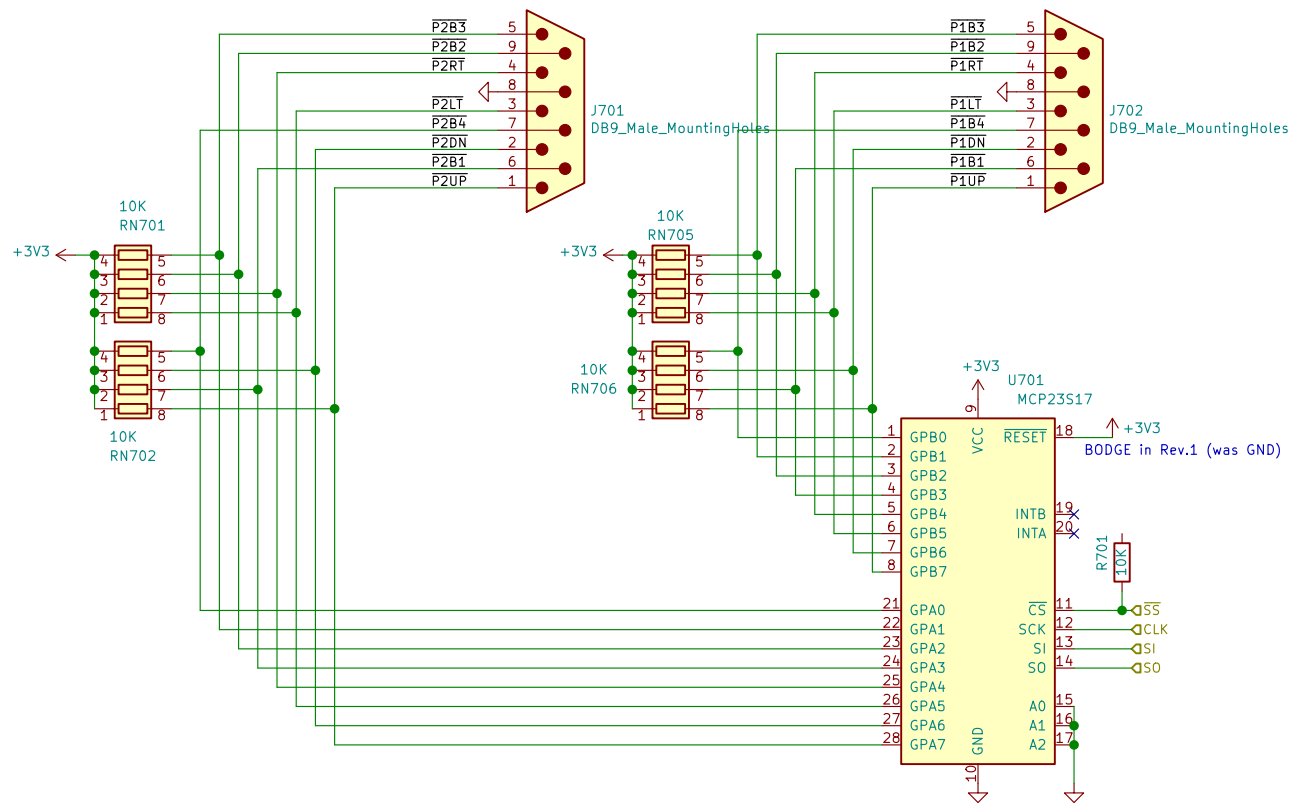 P2B3 5
P2B2 9
P2RT 4
8
P2LT 3
P2B4 7
P2DN 2
P2B1 6
P2UP 1
J701
DB9_Male_MountingHoles
P1B3 5
P1B2 9
P1RT 4
8
P1LT 3
P1B4 7
P1DN 2
P1B1 6
P1UP 1
J702
DB9_Male_MountingHoles
10K
RN701
+3V3
4 5
3 6
2 7
1 8
4 5
3 6
2 7
1 8
10K
RN702
10K
RN705
+3V3
4 5
3 6
2 7
1 8
10K
RN706
4 5
3 6
2 7
1 8
+3V3
U701
MCP23S17
9
VCC
1 GPB0
2 GPB1
3 GPB2
4 GPB3
5 GPB4
6 GPB5
7 GPB6
8 GPB7
21 GPA0
22 GPA1
23 GPA2
24 GPA3
25 GPA4
26 GPA5
27 GPA6
28 GPA7
RESET 18
+3V3
BODGE in Rev.1 (was GND)
INTB 19
INTA 20
R701
10K
CS 11 SS
SCK 12 CLK
SI 13 SI
SO 14 SO
A0 15
A1 16
A2 17
GND
10